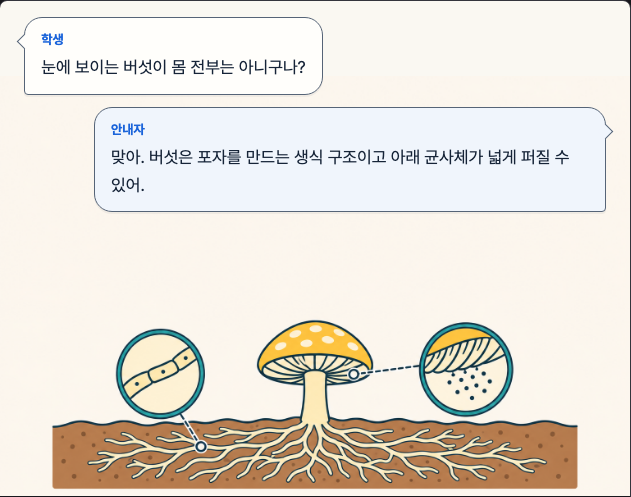 학생
눈에 보이는 버섯이 몸 전부는 아니구나?
안내자
맞아. 버섯은 포자를 만드는 생식 구조이고 아래 균사체가 넓게 퍼질 수
있어.